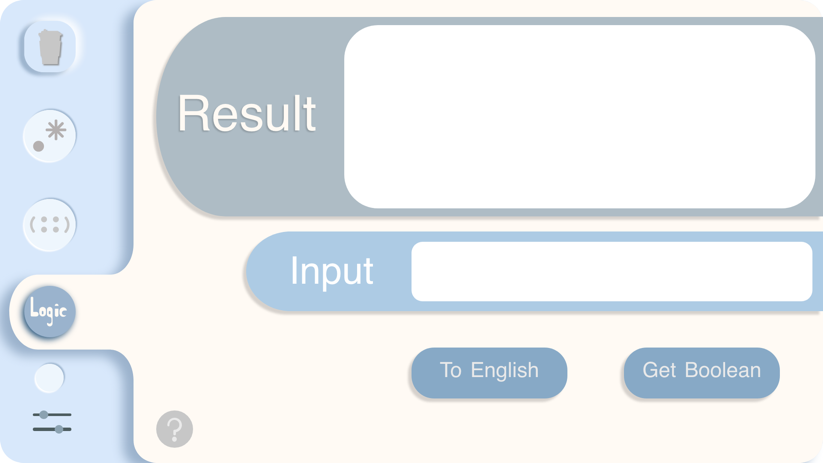 Result
Input
Logic
To English
Get Boolean
?